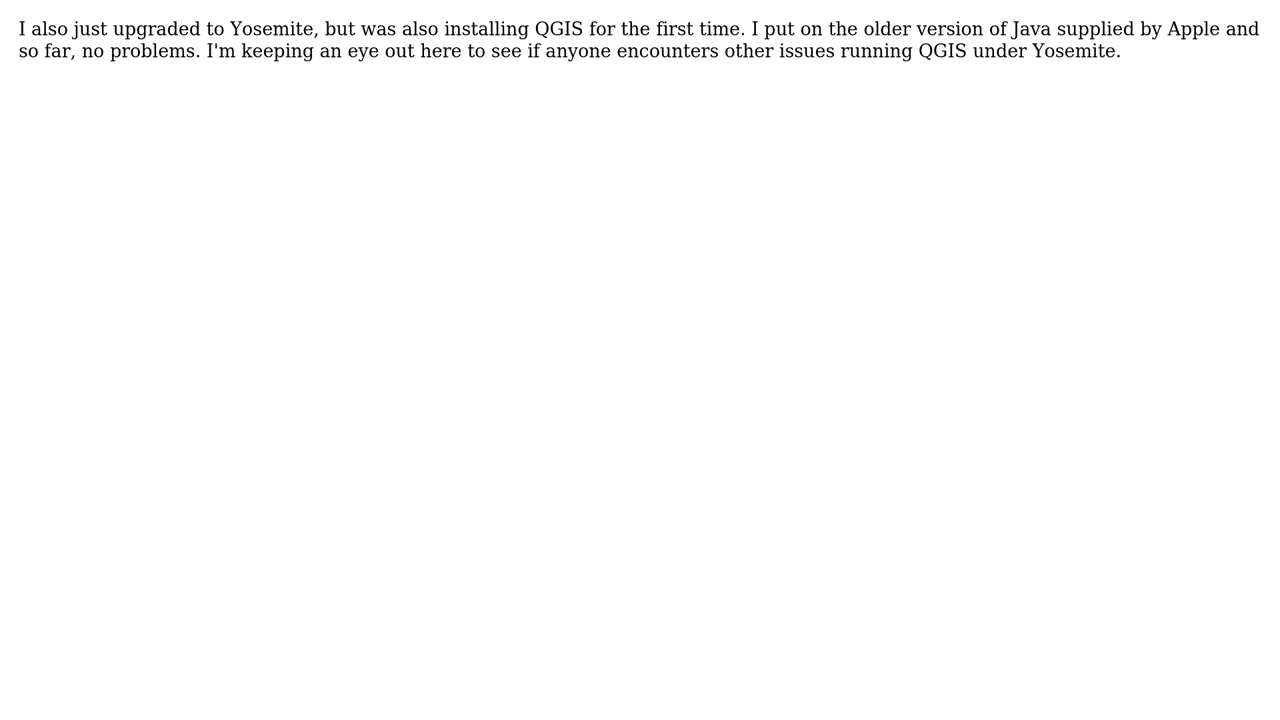 I also just upgraded to Yosemite, but was also installing QGIS for the first time. I put on the older version of Java supplied by Apple and
so far, no problems. I'm keeping an eye out here to see if anyone encounters other issues running QGIS under Yosemite.